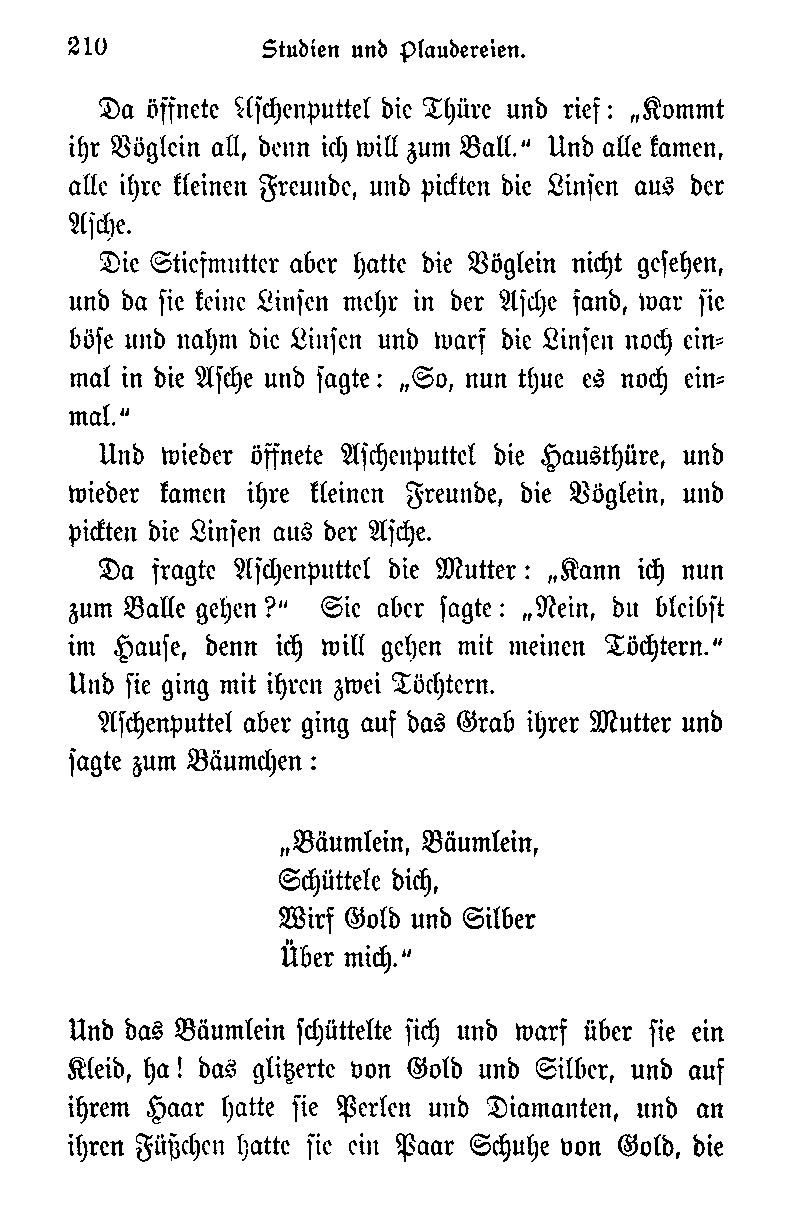 210 Studien und Plaudereien.
Da öffnete Aschenputtel die Thüre und rief: „Kommt
ihr Vöglein all, denn ich will zum Ball.“ Und alle kamen,
alle ihre kleinen Freunde, und pickten die Linsen aus der
Asche.
Die Stiefmutter aber hatte die Vöglein nicht gesehen,
und da sie keine Linsen mehr in der Asche fand, war sie
böse und nahm die Linsen und warf die Linsen noch ein=
mal in die Asche und sagte: „So, nun thue es noch ein=
mal.“
Und wieder öffnete Aschenputtel die Hausthüre, und
wieder kamen ihre kleinen Freunde, die Vöglein, und
pickten die Linsen aus der Asche.
Da fragte Aschenputtel die Mutter: „Kann ich nun
zum Balle gehen?“ Sie aber sagte: „Nein, du bleibst
im Hause, denn ich will gehen mit meinen Töchtern.“
Und sie ging mit ihren zwei Töchtern.
Aschenputtel aber ging auf das Grab ihrer Mutter und
sagte zum Bäumchen:
„Bäumlein, Bäumlein,
Schüttele dich,
Wirf Gold und Silber
Über mich.“
Und das Bäumlein schüttelte sich und warf über sie ein
Kleid, ha! das glitzerte von Gold und Silber, und auf
ihrem Haar hatte sie Perlen und Diamanten, und an
ihren Füßchen hatte sie ein Paar Schuhe von Gold, die